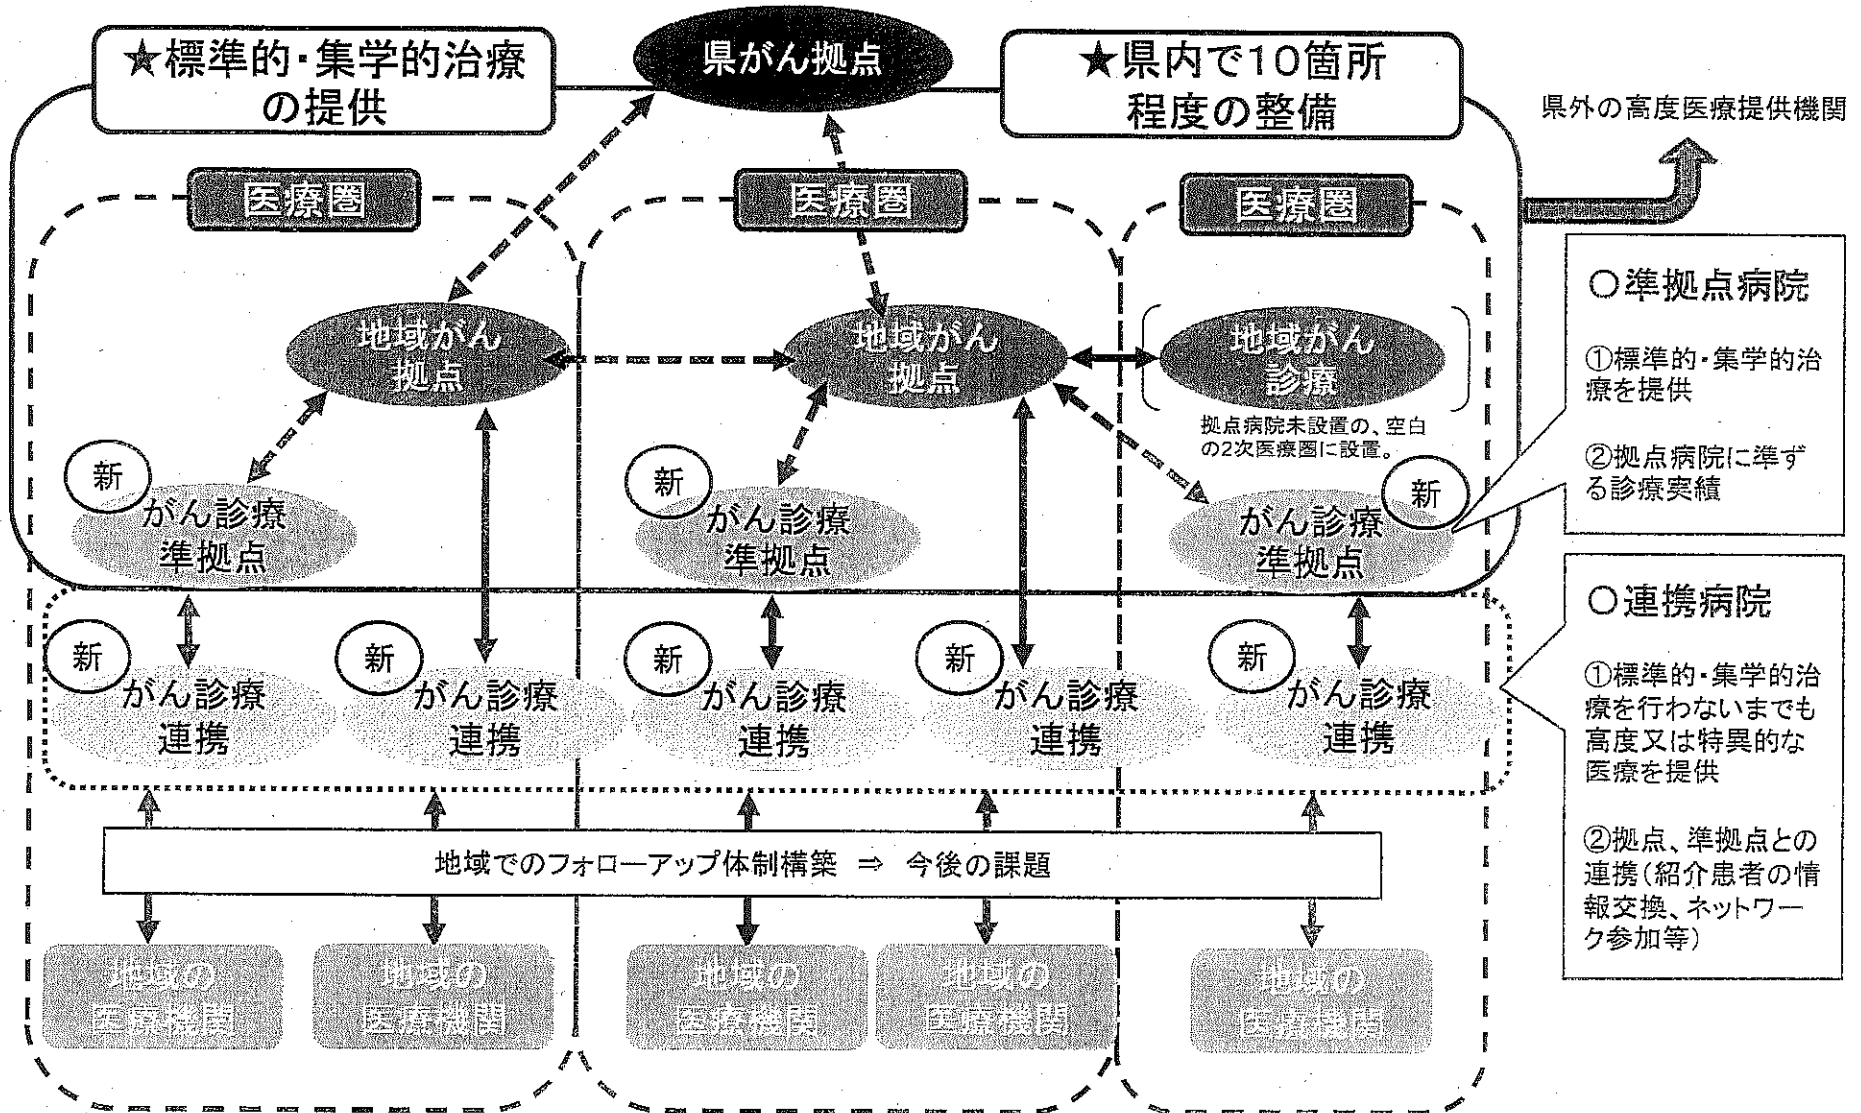 ★標準的・集学的治療
の提供
県がん拠点
★県内で10箇所
程度の整備
県外の高度医療提供機関
医療圏
医療圏
医療圏
地域がん
拠点
地域がん
拠点
地域がん
診療
拠点病院未設置の、空白
の2次医療圏に設置。
新
がん診療
準拠点
新
がん診療
準拠点
新
がん診療
準拠点
○準拠点病院
①標準的・集学的治
療を提供
②拠点病院に準ず
る診療実績
新
がん診療
連携
新
がん診療
連携
新
がん診療
連携
新
がん診療
連携
新
がん診療
連携
○連携病院
①標準的・集学的治
療を行わないまでも
高度又は特異的な
医療を提供
②拠点、準拠点との
連携(紹介患者の情
報交換、ネットワー
ク参加等)
地域でのフォローアップ体制構築 ⇒ 今後の課題
地域の
医療機関
地域の
医療機関
地域の
医療機関
地域の
医療機関
地域の
医療機関